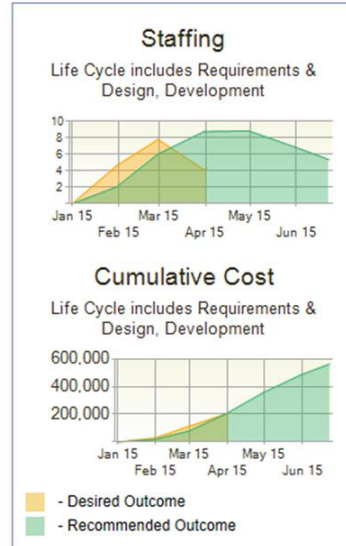 Staffing
Life Cycle includes Requirements &
Design, Development
10
8
6
4
2
Jan 15
Mar 15
May 15
Feb 15
Apr 15
Jun 15
Cumulative Cost
Life Cycle includes Requirements &
Design, Development
600,000
400,000
200,000
Jan 15
Mar 15
May 15
Feb 15
Apr 15
Jun 15
- Desired Outcome
- Recommended Outcome